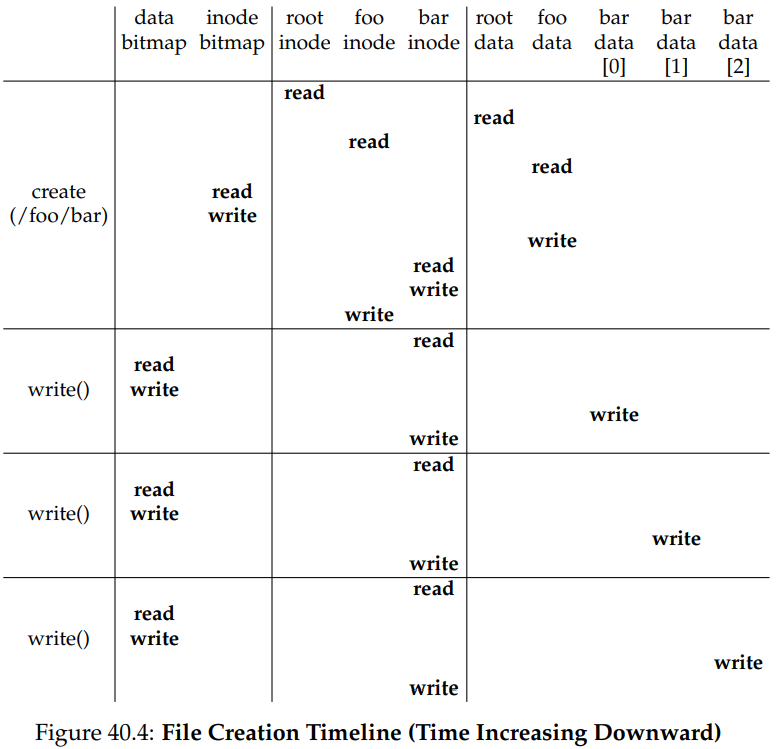 data inode root foo bar root foo bar bar bar
bitmap bitmap inode inode inode data data data data data
[0] [1] [2]
read
read
read
read
create read
(/foo/bar) write
write
read
write
write
read
read
write() write
write
write
read
read
write() write
write
write
read
read
write() write
write
write
Figure 40.4: File Creation Timeline (Time Increasing Downward)